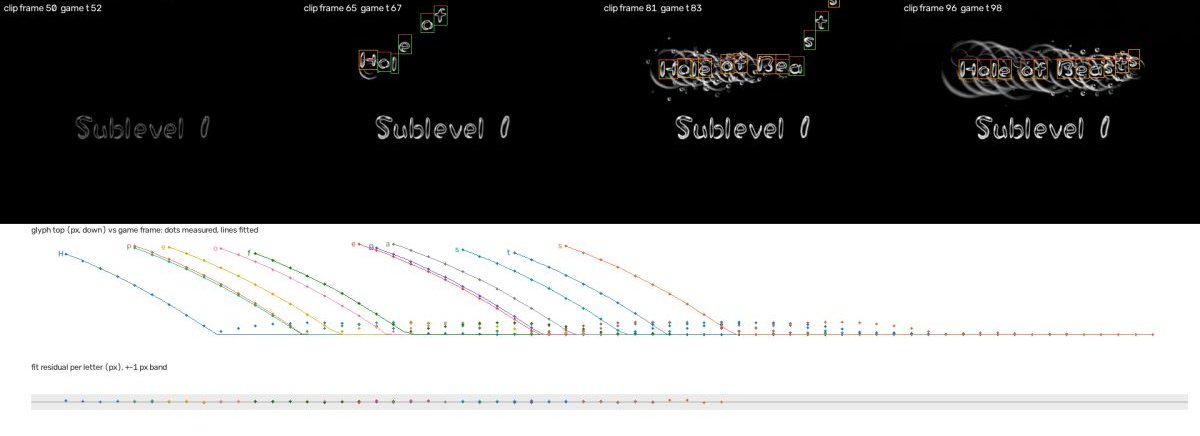 clip frame 50 game t 52
clip frame 65 game t 67
clip frame 81 game t 83
clip frame 96 game t 98
Hol e of
Hole of Bea s t s
Hole of Beasts
Sublevel 1
Sublevel 1
Sublevel 1
Sublevel 1
glyph top (px, down) vs game frame: dots measured, lines fitted
H p e o f e B a s t s
fit residual per letter (px), +-1 px band